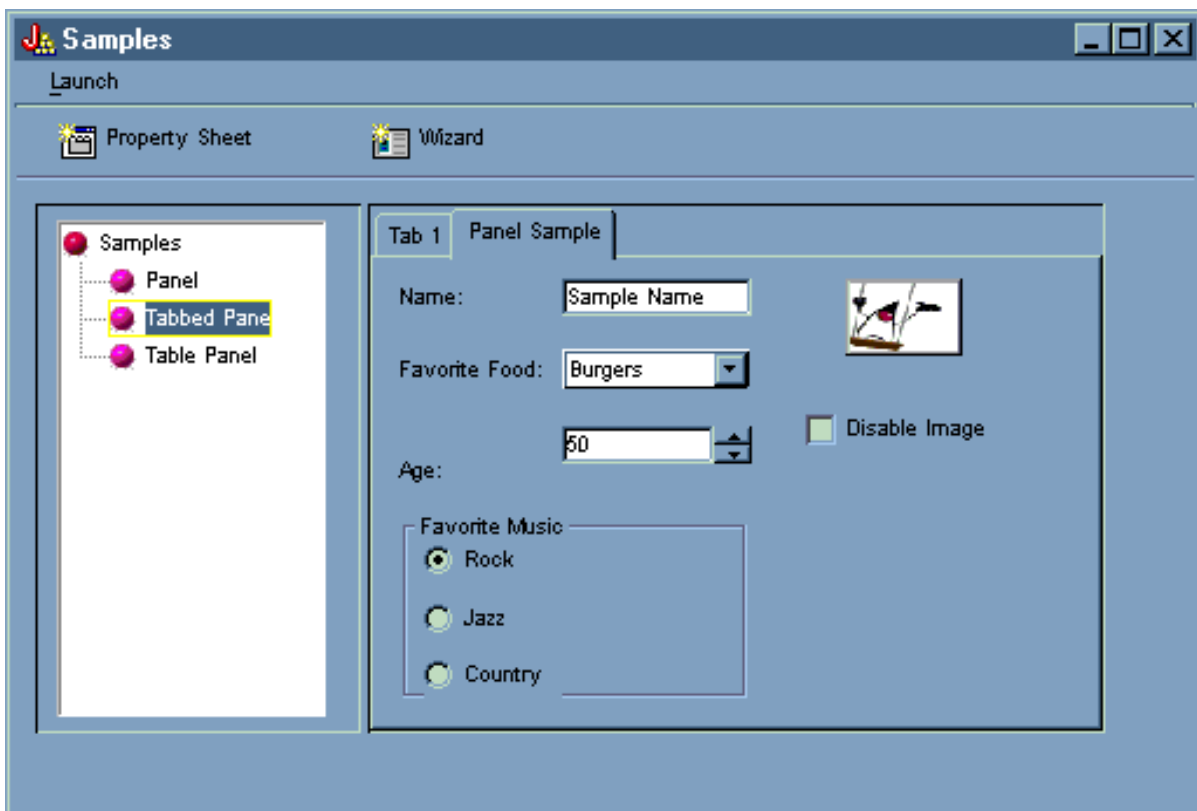 Samples
Launch
Property Sheet
Wizard
Samples
Panel
Tabbed Pane
Table Panel
Tab 1
Panel Sample
Name:
Sample Name
Favorite Food:
Burgers
Age:
50
Disable Image
Favorite Music
Rock
Jazz
Country